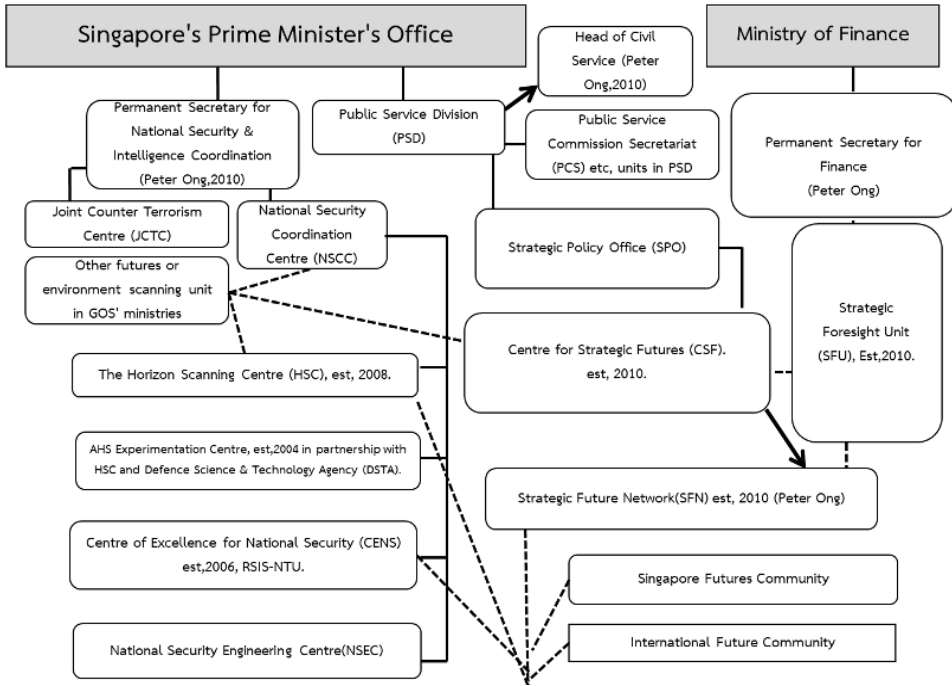 Singapore's Prime Minister's Office
Head of Civil
Service (Peter
Ong,2010)
Ministry of Finance
Permanent Secretary for
National Security &
Intelligence Coordination
(Peter Ong,2010)
Public Service Division
(PSD)
Public Service
Commission Secretariat
(PCS) etc, units in PSD
Permanent Secretary for
Finance
(Peter Ong)
Joint Counter Terrorism
Centre (JCTC)
National Security
Coordination
Centre (NSCC)
Strategic Policy Office (SPO)
Other futures or
environment scanning unit
in GOS' ministries
Strategic
Foresight Unit
(SFU), Est,2010.
Centre for Strategic Futures (CSF).
est, 2010.
The Horizon Scanning Centre (HSC), est, 2008.
AHS Experimentation Centre, est,2004 in partnership with
HSC and Defence Science & Technology Agency (DSTA).
Strategic Future Network(SFN) est, 2010 (Peter Ong)
Centre of Excellence for National Security (CENS)
est,2006, RSIS-NTU.
Singapore Futures Community
International Future Community
National Security Engineering Centre(NSEC)